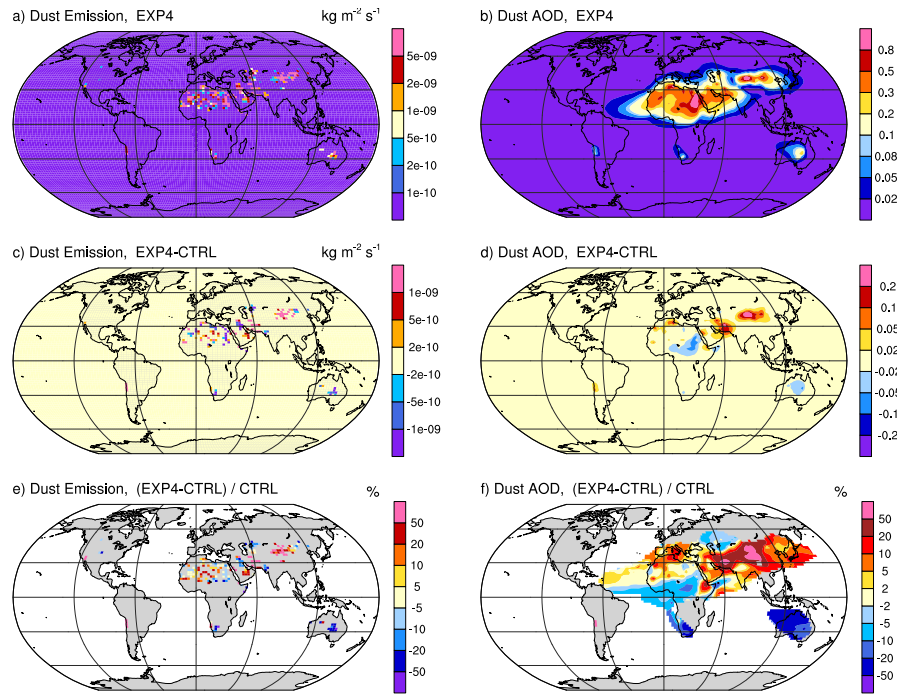 a) Dust Emission, EXP4 kg m⁻² s⁻¹
5e-09
2e-09
1e-09
5e-10
2e-10
1e-10
b) Dust AOD, EXP4
0.8
0.5
0.3
0.2
0.1
0.08
0.05
0.02
c) Dust Emission, EXP4-CTRL kg m⁻² s⁻¹
1e-09
5e-10
2e-10
-2e-10
-5e-10
-1e-09
d) Dust AOD, EXP4-CTRL
0.2
0.1
0.05
0.02
-0.02
-0.05
-0.1
-0.2
e) Dust Emission, (EXP4-CTRL) / CTRL %
50
20
10
5
-5
-10
-20
-50
f) Dust AOD, (EXP4-CTRL) / CTRL %
50
20
10
5
2
-2
-5
-10
-20
-50